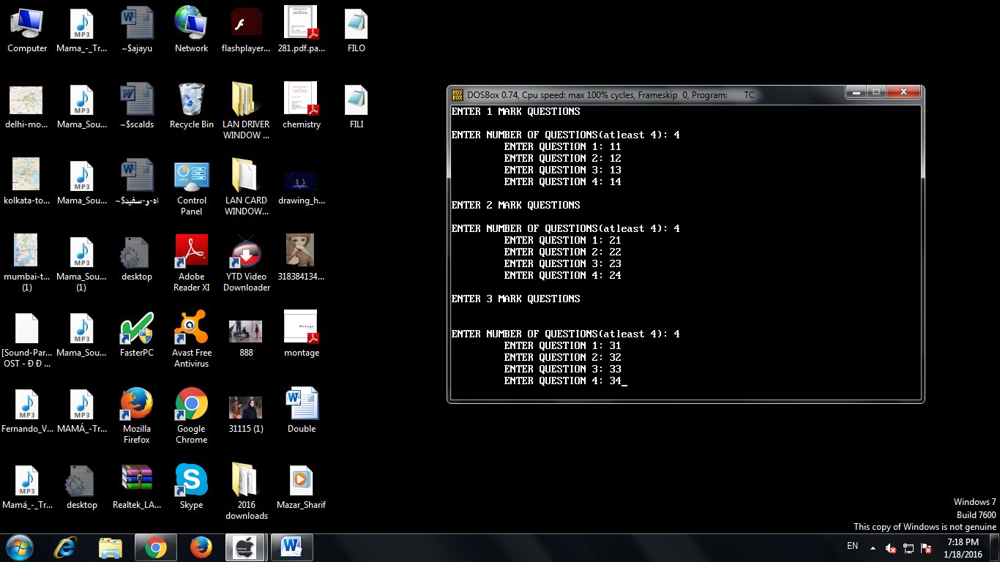 Computer
Mama_-_Tr...
~$ajayu
Network
flashplayer...
281.pdf.pa...
FILO
delhi-mo...
Mama_Sou...
~$scalds
Recycle Bin
LAN DRIVER
WINDOW ...
chemistry
FILI
kolkata-to...
Mama_Sou...
Control
Panel
LAN CARD
WINDOW...
drawing_h...
mumbai-t...
(1)
Mama_Sou...
(1)
desktop
Adobe
Reader XI
YTD Video
Downloader
318384134...
[Sound-Par...
OST - Ð Ð ...
Mama_Sou...
FasterPC
Avast Free
Antivirus
888
montage
Fernando_V...
MAMÁ_-Tr...
Mozilla
Firefox
Google
Chrome
31115 (1)
Double
Mamá_-_Tr...
desktop
Realtek_LA...
Skype
2016
downloads
Mazar_Sharif
DOSBox 0.74, Cpu speed: max 100% cycles, Frameskip 0, Program: TC
ENTER 1 MARK QUESTIONS
ENTER NUMBER OF QUESTIONS(atleast 4): 4
ENTER QUESTION 1: 11
ENTER QUESTION 2: 12
ENTER QUESTION 3: 13
ENTER QUESTION 4: 14
ENTER 2 MARK QUESTIONS
ENTER NUMBER OF QUESTIONS(atleast 4): 4
ENTER QUESTION 1: 21
ENTER QUESTION 2: 22
ENTER QUESTION 3: 23
ENTER QUESTION 4: 24
ENTER 3 MARK QUESTIONS
ENTER NUMBER OF QUESTIONS(atleast 4): 4
ENTER QUESTION 1: 31
ENTER QUESTION 2: 32
ENTER QUESTION 3: 33
ENTER QUESTION 4: 34_
Windows 7
Build 7600
This copy of Windows is not genuine
EN
7:18 PM
1/18/2016